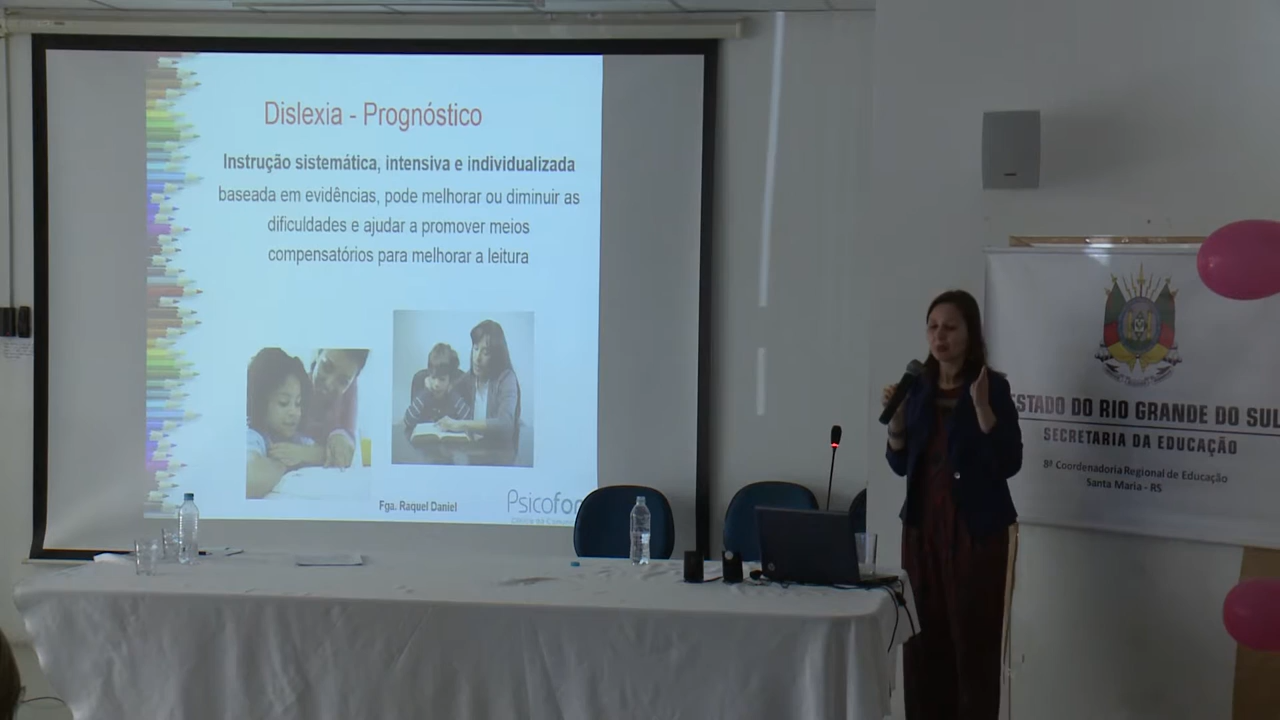 Dislexia - Prognóstico
Instrução sistemática, intensiva e individualizada
baseada em evidências, pode melhorar ou diminuir as
dificuldades e ajudar a promover meios
compensatórios para melhorar a leitura
Fga. Raquel Daniel
Psicofon
ESTADO DO RIO GRANDE DO SUL
SECRETARIA DA EDUCAÇÃO
8ª Coordenadoria Regional de Educação
Santa Maria - RS